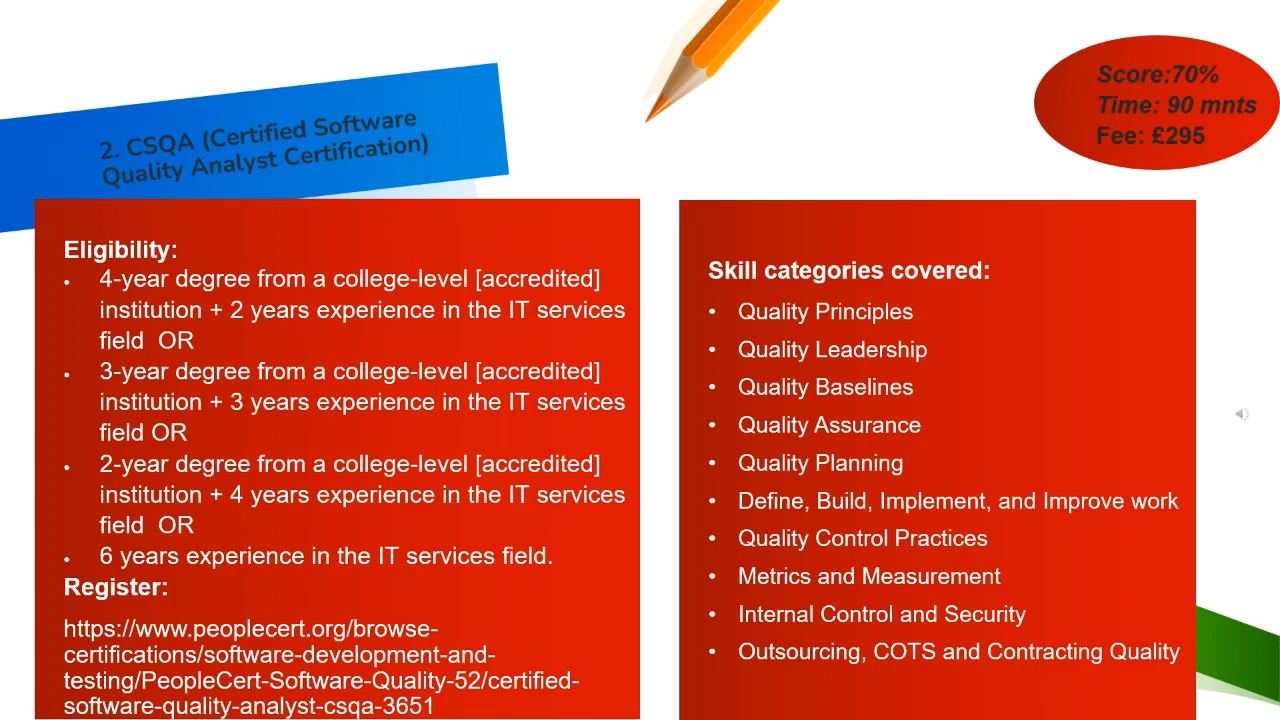 2. CSQA (Certified Software
Quality Analyst Certification)
Score:70%
Time: 90 mnts
Fee: £295
Eligibility:
• 4-year degree from a college-level [accredited]
institution + 2 years experience in the IT services
field  OR
• 3-year degree from a college-level [accredited]
institution + 3 years experience in the IT services
field OR
• 2-year degree from a college-level [accredited]
institution + 4 years experience in the IT services
field  OR
• 6 years experience in the IT services field.
Register:
https://www.peoplecert.org/browse-
certifications/software-development-and-
testing/PeopleCert-Software-Quality-52/certified-
software-quality-analyst-csqa-3651
Skill categories covered:
• Quality Principles
• Quality Leadership
• Quality Baselines
• Quality Assurance
• Quality Planning
• Define, Build, Implement, and Improve work
• Quality Control Practices
• Metrics and Measurement
• Internal Control and Security
• Outsourcing, COTS and Contracting Quality